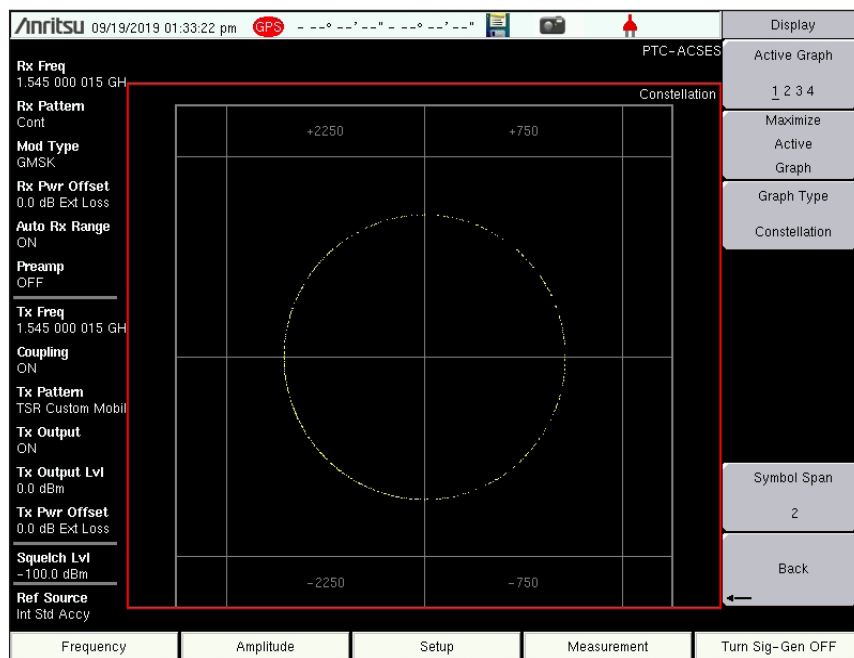 Anritsu 09/19/2019 01:33:22 pm GPS - --° --'--" - --° --'--"
PTC-ACSES
Rx Freq
1.545 000 015 GH
Rx Pattern
Cont
Mod Type
GMSK
Rx Pwr Offset
0.0 dB Ext Loss
Auto Rx Range
ON
Preamp
OFF
Tx Freq
1.545 000 015 GH
Coupling
ON
Tx Pattern
TSR Custom Mobil
Tx Output
ON
Tx Output Lvl
0.0 dBm
Tx Pwr Offset
0.0 dB Ext Loss
Squelch Lvl
-100.0 dBm
Ref Source
Int Std Accy
Constellation
+2250 +750
-2250 -750
Display
Active Graph
1 2 3 4
Maximize
Active
Graph
Graph Type
Constellation
Symbol Span
2
Back
Frequency Amplitude Setup Measurement Turn Sig-Gen OFF